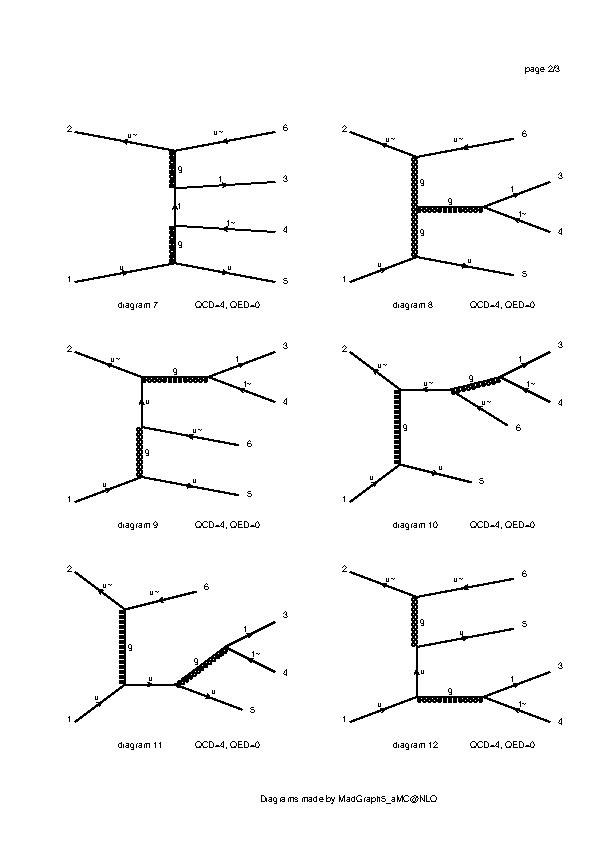 page 2/3
2 u~ u~ 6
g
1 3
1
1~ 4
g
1 u u 5
diagram 7 QCD=4, QED=0
2 u~ u~ 6
g
1 3
g
1~ 4
g
1 u u 5
diagram 8 QCD=4, QED=0
2 u~ g 1 3
1~ 4
u
u~ 6
g
1 u u 5
diagram 9 QCD=4, QED=0
2 u~ g 1 3
u~ 1~ 4
u~ 6
g
1 u u 5
diagram 10 QCD=4, QED=0
2 u~ u~ 6
1 3
g
g 1~ 4
u
1 u u 5
diagram 11 QCD=4, QED=0
2 u~ u~ 6
g
u 5
u 1 3
g
1~ 4
1 u
diagram 12 QCD=4, QED=0
Diagrams made by MadGraph5_aMC@NLO